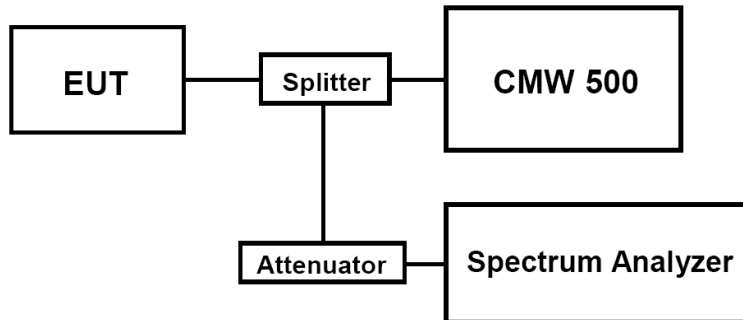 EUT
Splitter
CMW 500
Attenuator
Spectrum Analyzer